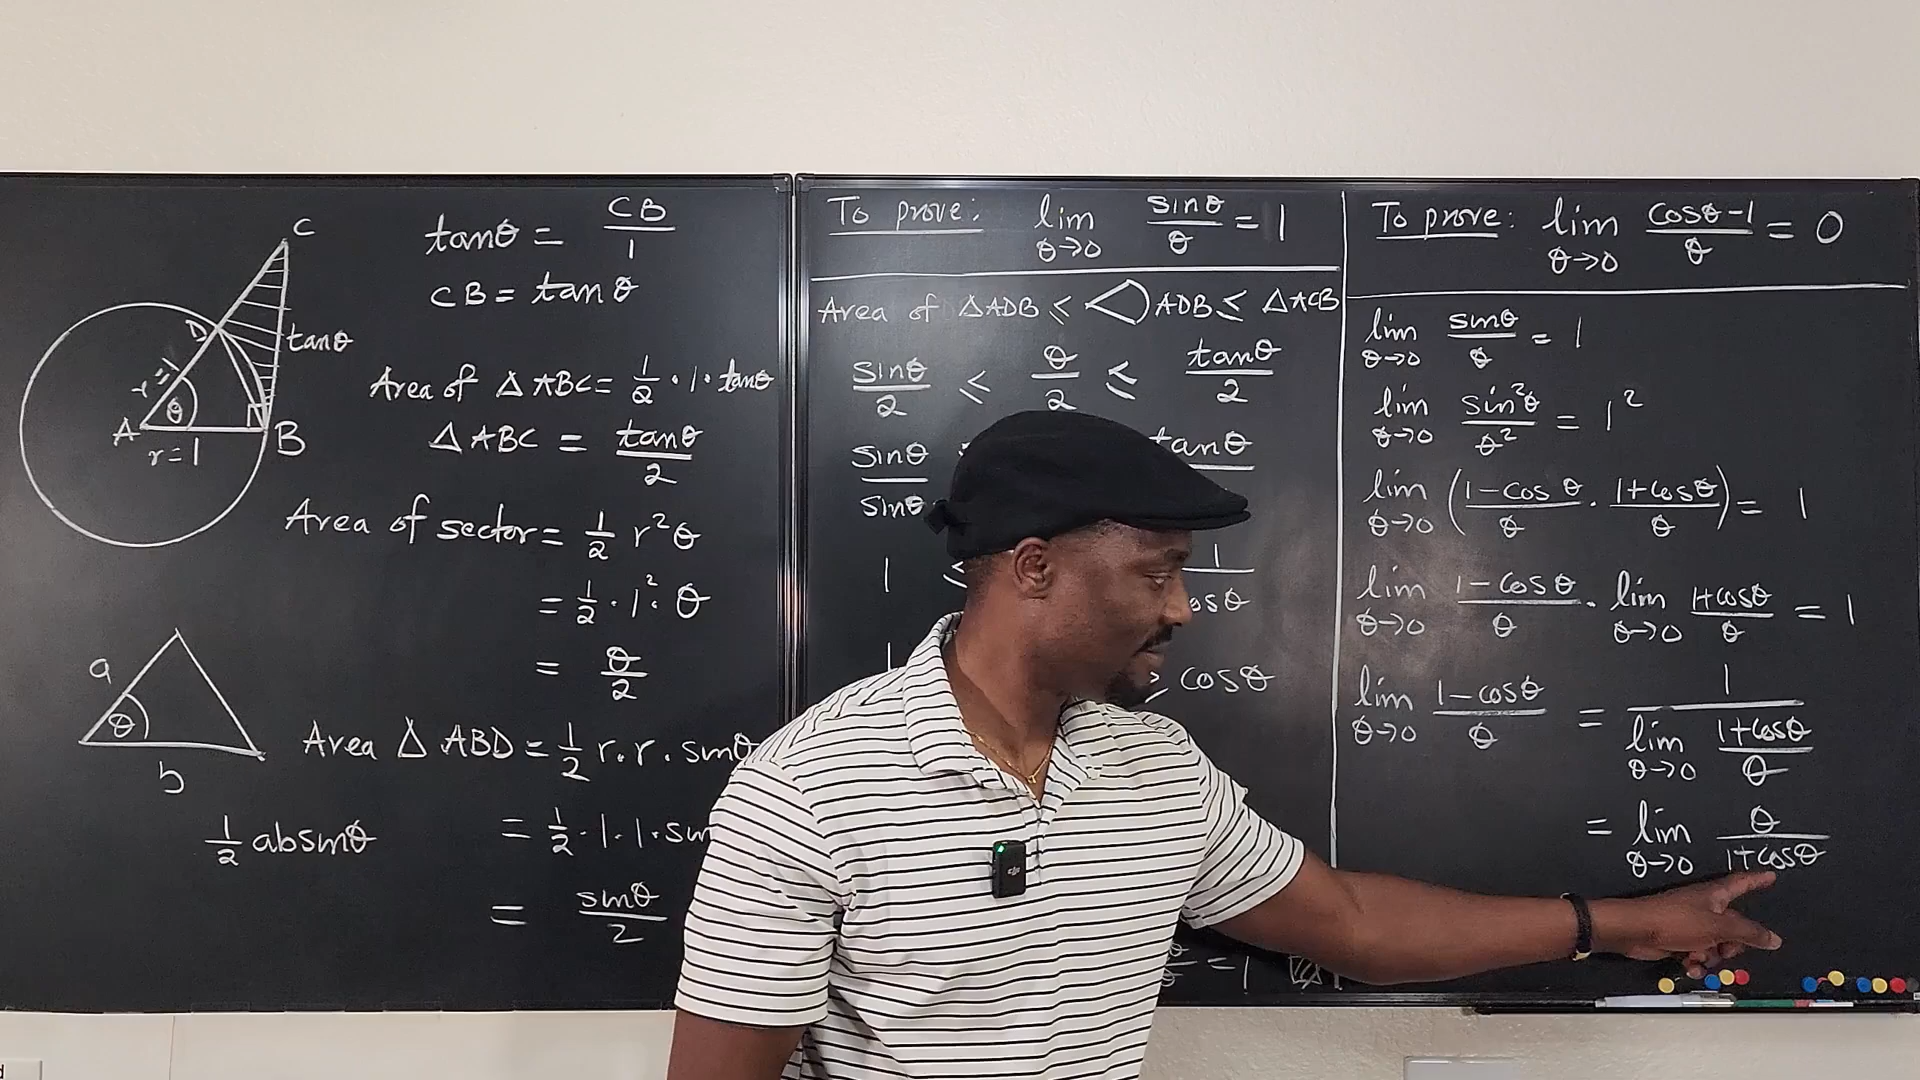 tanθ = CB/1
CB = tanθ
C
D
tanθ
r=1
θ
A
B
r=1
Area of △ABC = 1/2 · 1 · tanθ
△ABC = tanθ/2
Area of sector = 1/2 r²θ
= 1/2 · 1² · θ
= θ/2
a
θ
b
1/2 absinθ
Area △ABD = 1/2 r · r · sinθ
= 1/2 · 1 · 1 · sin
= sinθ/2
To prove: lim θ→0 sinθ/θ = 1
Area of △ADB ≤ ADB ≤ △ACB
sinθ/2 ≤ θ/2 ≤ tanθ/2
sinθ/sinθ tanθ
1 ≤ 1/cosθ
1 ≥ cosθ
= 1
To prove: lim θ→0 cosθ-1/θ = 0
lim θ→0 sinθ/θ = 1
lim θ→0 sin²θ/θ² = 1²
lim θ→0 (1-cosθ/θ · 1+cosθ/θ) = 1
lim θ→0 1-cosθ/θ · lim θ→0 1+cosθ/θ = 1
lim θ→0 1-cosθ/θ = 1/lim θ→0 1+cosθ/θ
= lim θ→0 θ/1+cosθ